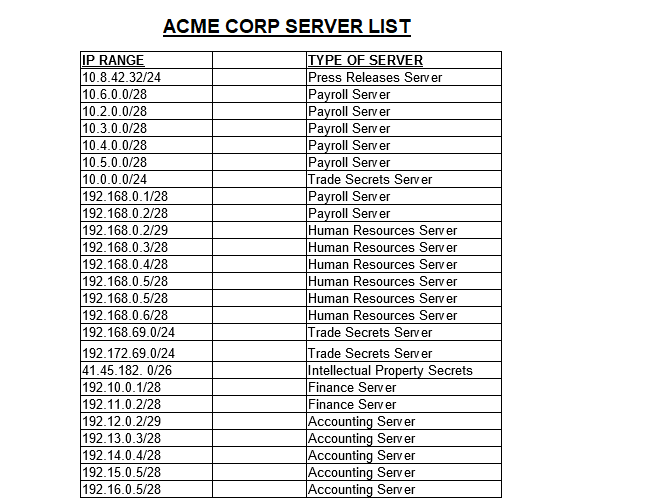 ACME CORP SERVER LIST
IP RANGE TYPE OF SERVER
10.8.42.32/24 Press Releases Server
10.6.0.0/28 Payroll Server
10.2.0.0/28 Payroll Server
10.3.0.0/28 Payroll Server
10.4.0.0/28 Payroll Server
10.5.0.0/28 Payroll Server
10.0.0.0/24 Trade Secrets Server
192.168.0.1/28 Payroll Server
192.168.0.2/28 Payroll Server
192.168.0.2/29 Human Resources Server
192.168.0.3/28 Human Resources Server
192.168.0.4/28 Human Resources Server
192.168.0.5/28 Human Resources Server
192.168.0.5/28 Human Resources Server
192.168.0.6/28 Human Resources Server
192.168.69.0/24 Trade Secrets Server
192.172.69.0/24 Trade Secrets Server
41.45.182. 0/26 Intellectual Property Secrets
192.10.0.1/28 Finance Server
192.11.0.2/28 Finance Server
192.12.0.2/29 Accounting Server
192.13.0.3/28 Accounting Server
192.14.0.4/28 Accounting Server
192.15.0.5/28 Accounting Server
192.16.0.5/28 Accounting Server